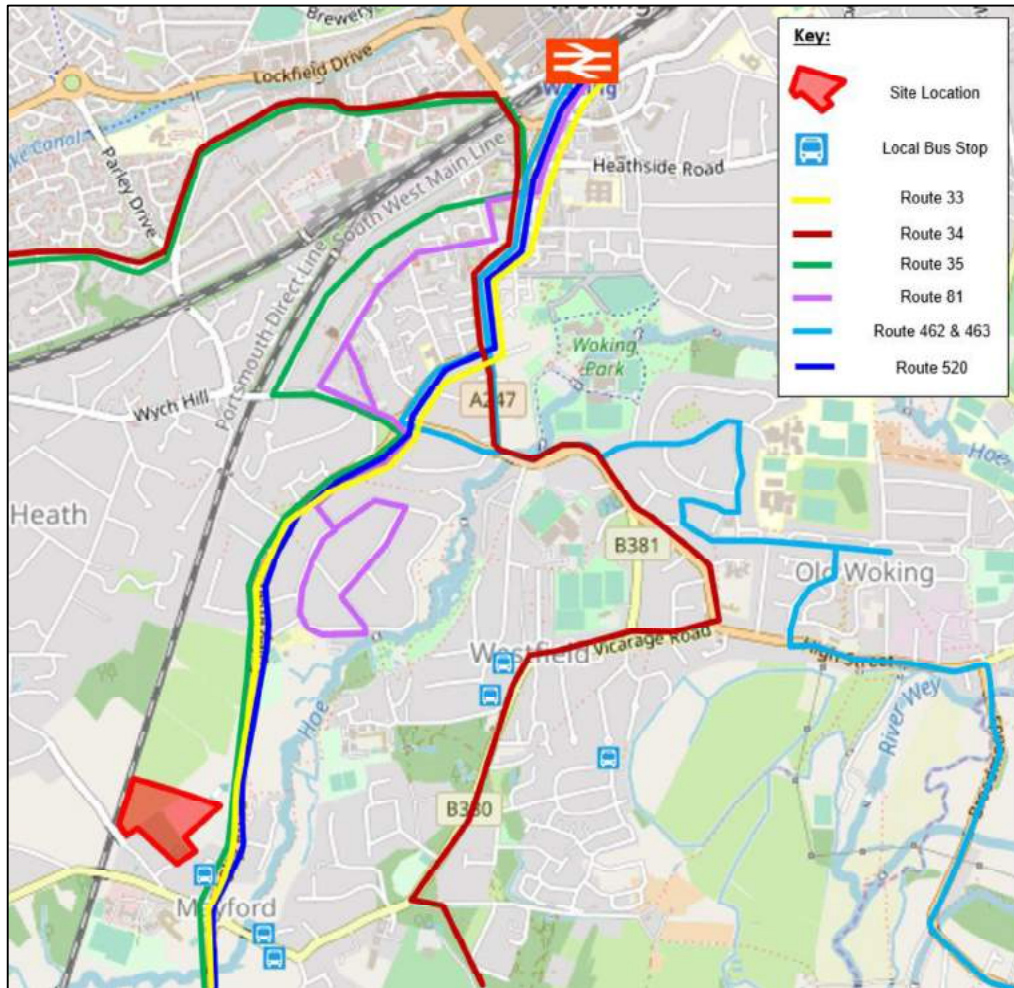 Brewery
Woking
Lockfield Drive
Parley Drive
South West Main Line
Portsmouth Direct Line
Heathside Road
Woking
Park
Wych Hill
A247
Heath
B381
Old Woking
Westfield
Vicarage Road
High Street
River Wey
Hoe
B380
Mayford
Key:
Site Location
Local Bus Stop
Route 33
Route 34
Route 35
Route 81
Route 462 & 463
Route 520